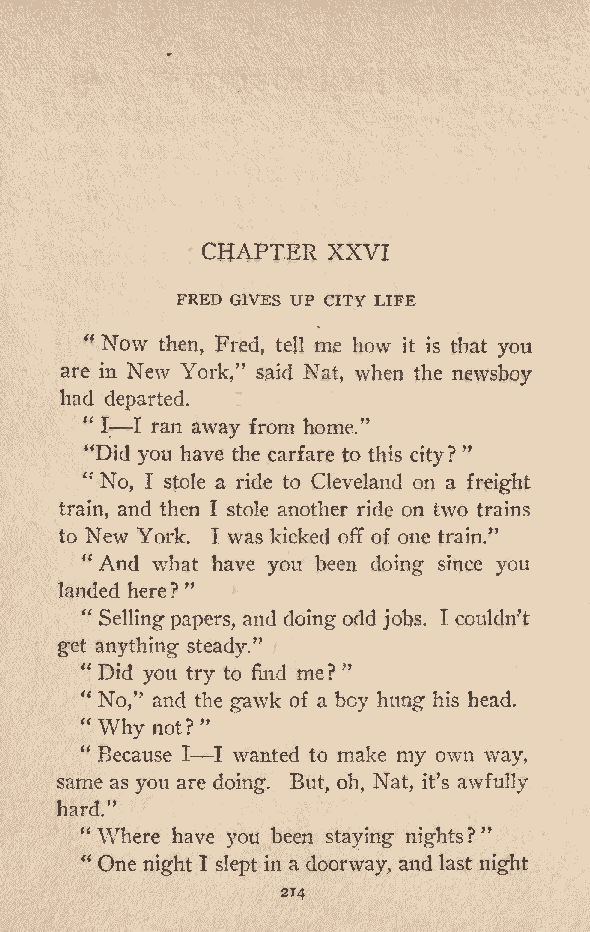 CHAPTER XXVI
FRED GIVES UP CITY LIFE
“ Now then, Fred, tell me how it is that you
are in New York,” said Nat, when the newsboy
had departed.
“ I—I ran away from home.”
“Did you have the carfare to this city? ”
“ No, I stole a ride to Cleveland on a freight
train, and then I stole another ride on two trains
to New York. I was kicked off of one train.”
“ And what have you been doing since you
landed here? ”
“ Selling papers, and doing odd jobs. I couldn’t
get anything steady.”
“ Did you try to find me? ”
“ No,” and the gawk of a boy hung his head.
“ Why not? ”
“ Because I—I wanted to make my own way,
same as you are doing. But, oh, Nat, it’s awfully
hard.”
“ Where have you been staying nights? ”
“ One night I slept in a doorway, and last night
214